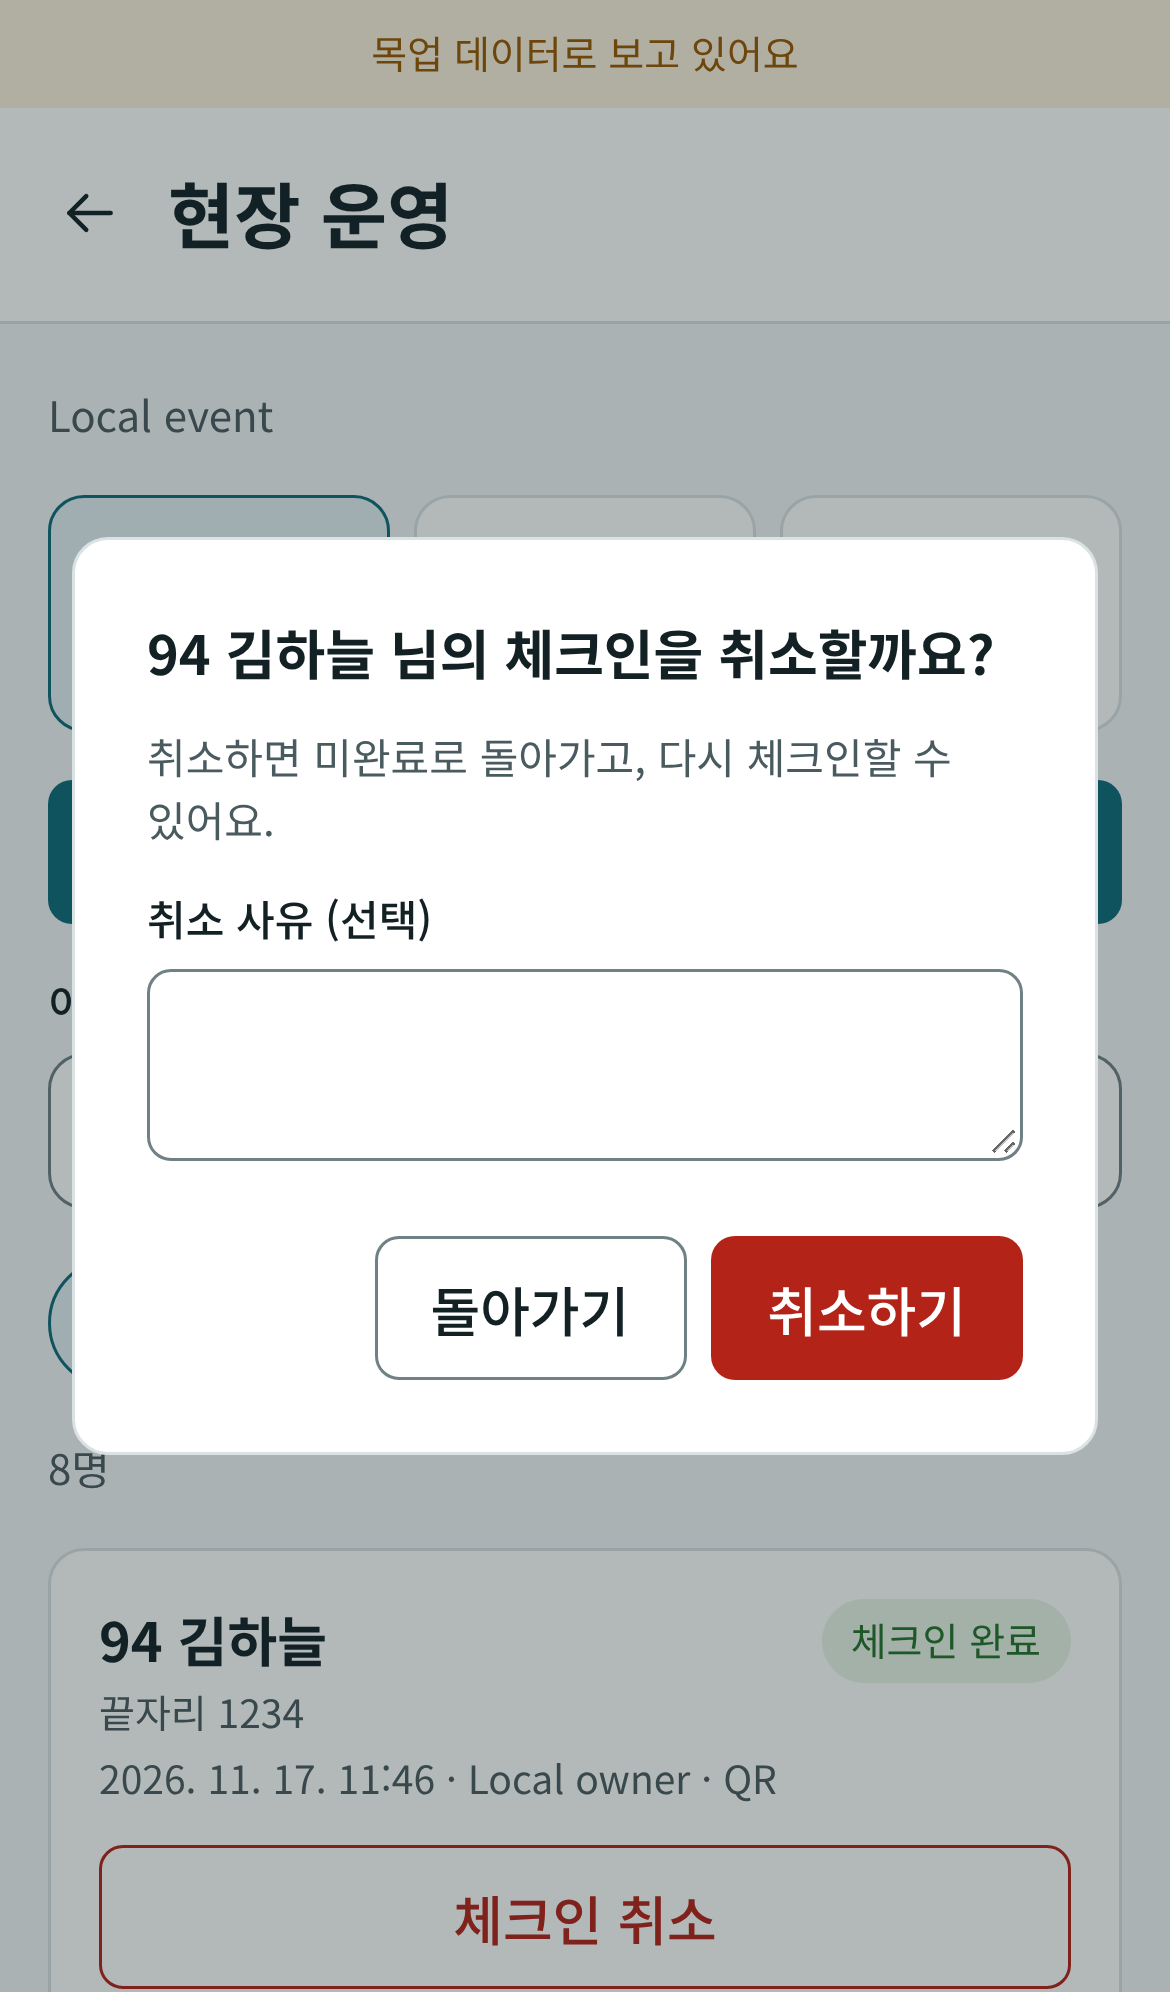 목업 데이터로 보고 있어요
현장 운영
Local event
94 김하늘 님의 체크인을 취소할까요?
취소하면 미완료로 돌아가고, 다시 체크인할 수
있어요.
취소 사유 (선택)
돌아가기
취소하기
8명
94 김하늘
체크인 완료
끝자리 1234
2026. 11. 17. 11:46 · Local owner · QR
체크인 취소